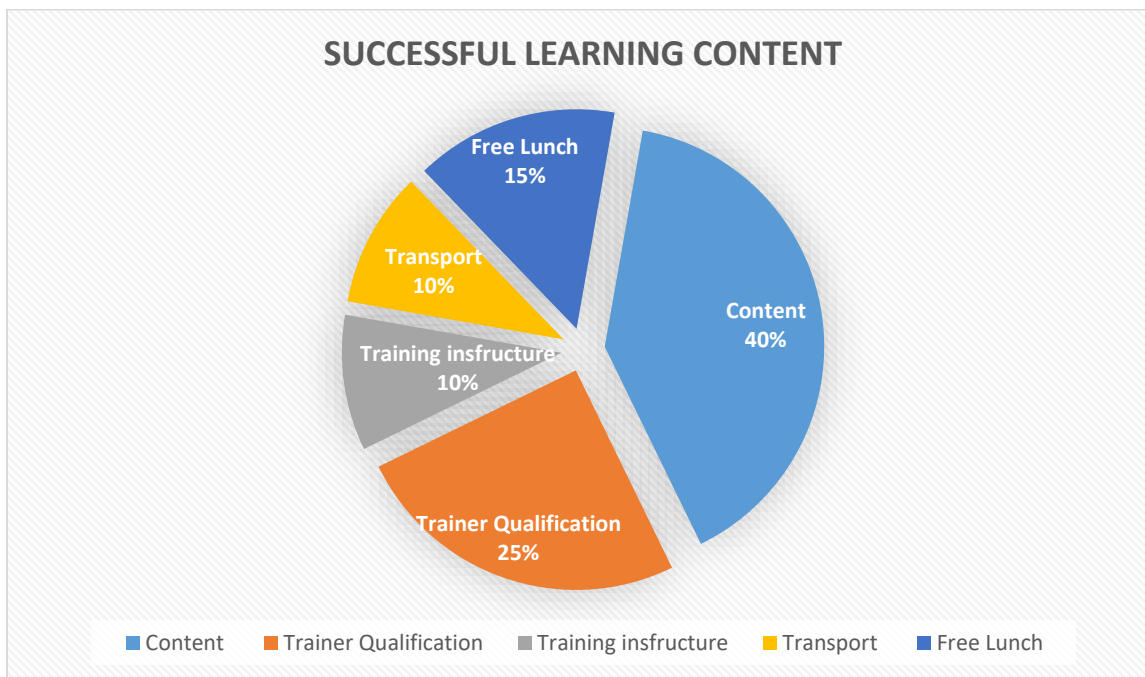 SUCCESSFUL LEARNING CONTENT
Free Lunch
15%
Transport
10%
Content
40%
Training insfructure
10%
Trainer Qualification
25%
Content Trainer Qualification Training insfructure Transport Free Lunch